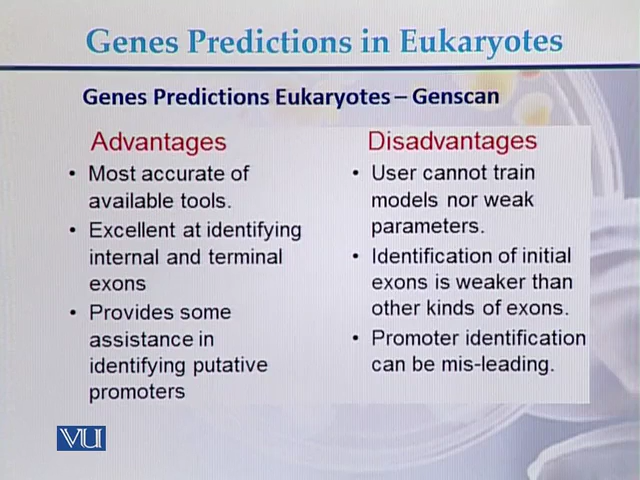 Genes Predictions in Eukaryotes
Genes Predictions Eukaryotes – Genscan
Advantages
• Most accurate of
available tools.
• Excellent at identifying
internal and terminal
exons
• Provides some
assistance in
identifying putative
promoters
Disadvantages
• User cannot train
models nor weak
parameters.
• Identification of initial
exons is weaker than
other kinds of exons.
• Promoter identification
can be mis-leading.
VU